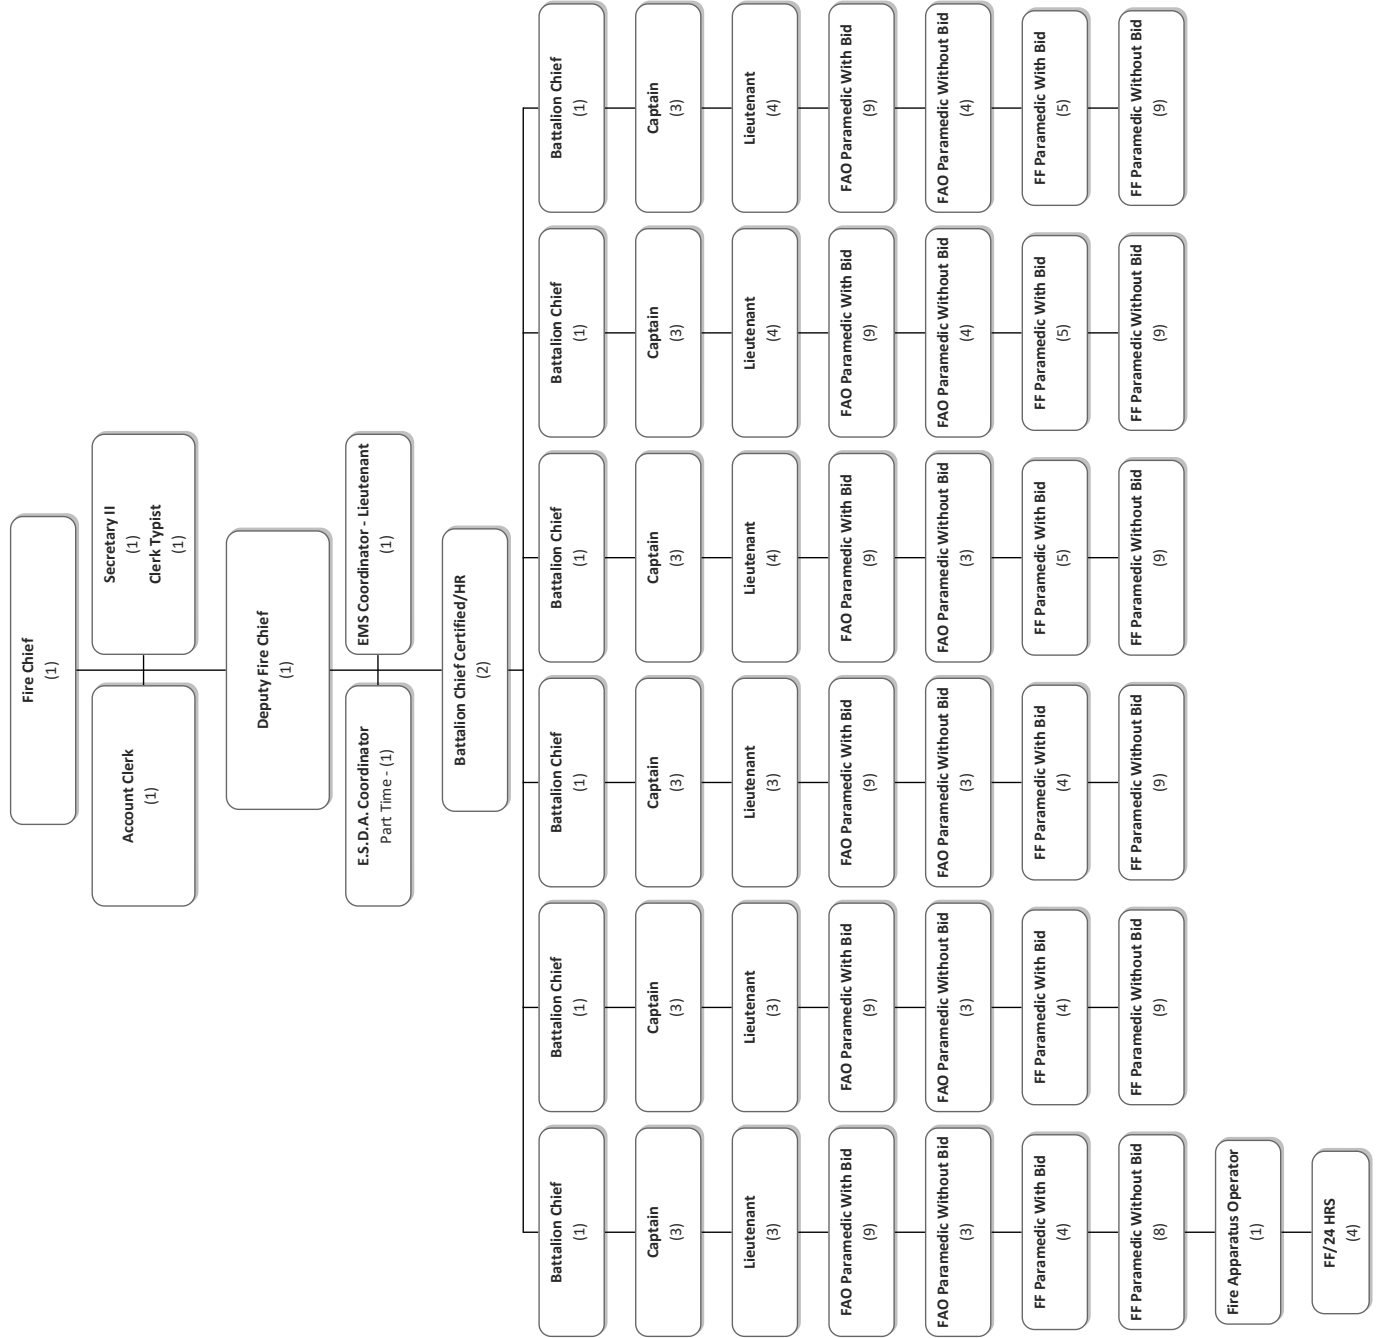 Fire Chief
(1)
Account Clerk
(1)
Secretary II
(1)
Clerk Typist
(1)
Deputy Fire Chief
(1)
E.S.D.A. Coordinator
Part Time - (1)
EMS Coordinator - Lieutenant
(1)
Battalion Chief Certified/HR
(2)
Battalion Chief
(1)
Captain
(3)
Lieutenant
(3)
FAO Paramedic With Bid
(9)
FAO Paramedic Without Bid
(3)
FF Paramedic With Bid
(4)
FF Paramedic Without Bid
(8)
Fire Apparatus Operator
(1)
FF/24 HRS
(4)
Battalion Chief
(1)
Captain
(3)
Lieutenant
(3)
FAO Paramedic With Bid
(9)
FAO Paramedic Without Bid
(3)
FF Paramedic With Bid
(4)
FF Paramedic Without Bid
(9)
Battalion Chief
(1)
Captain
(3)
Lieutenant
(3)
FAO Paramedic With Bid
(9)
FAO Paramedic Without Bid
(3)
FF Paramedic With Bid
(4)
FF Paramedic Without Bid
(9)
Battalion Chief
(1)
Captain
(3)
Lieutenant
(4)
FAO Paramedic With Bid
(9)
FAO Paramedic Without Bid
(3)
FF Paramedic With Bid
(5)
FF Paramedic Without Bid
(9)
Battalion Chief
(1)
Captain
(3)
Lieutenant
(4)
FAO Paramedic With Bid
(9)
FAO Paramedic Without Bid
(4)
FF Paramedic With Bid
(5)
FF Paramedic Without Bid
(9)
Battalion Chief
(1)
Captain
(3)
Lieutenant
(4)
FAO Paramedic With Bid
(9)
FAO Paramedic Without Bid
(4)
FF Paramedic With Bid
(5)
FF Paramedic Without Bid
(9)